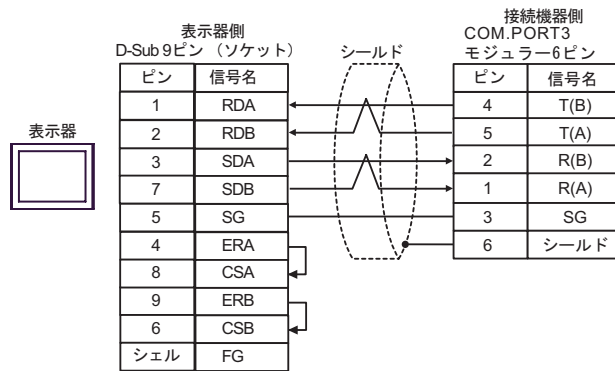 表示器側
D-Sub 9ピン（ソケット）
シールド
接続機器側
COM.PORT3
モジュラー6ピン
表示器
ピン 信号名
1 RDA
2 RDB
3 SDA
7 SDB
5 SG
4 ERA
8 CSA
9 ERB
6 CSB
シェル FG
ピン 信号名
4 T(B)
5 T(A)
2 R(B)
1 R(A)
3 SG
6 シールド